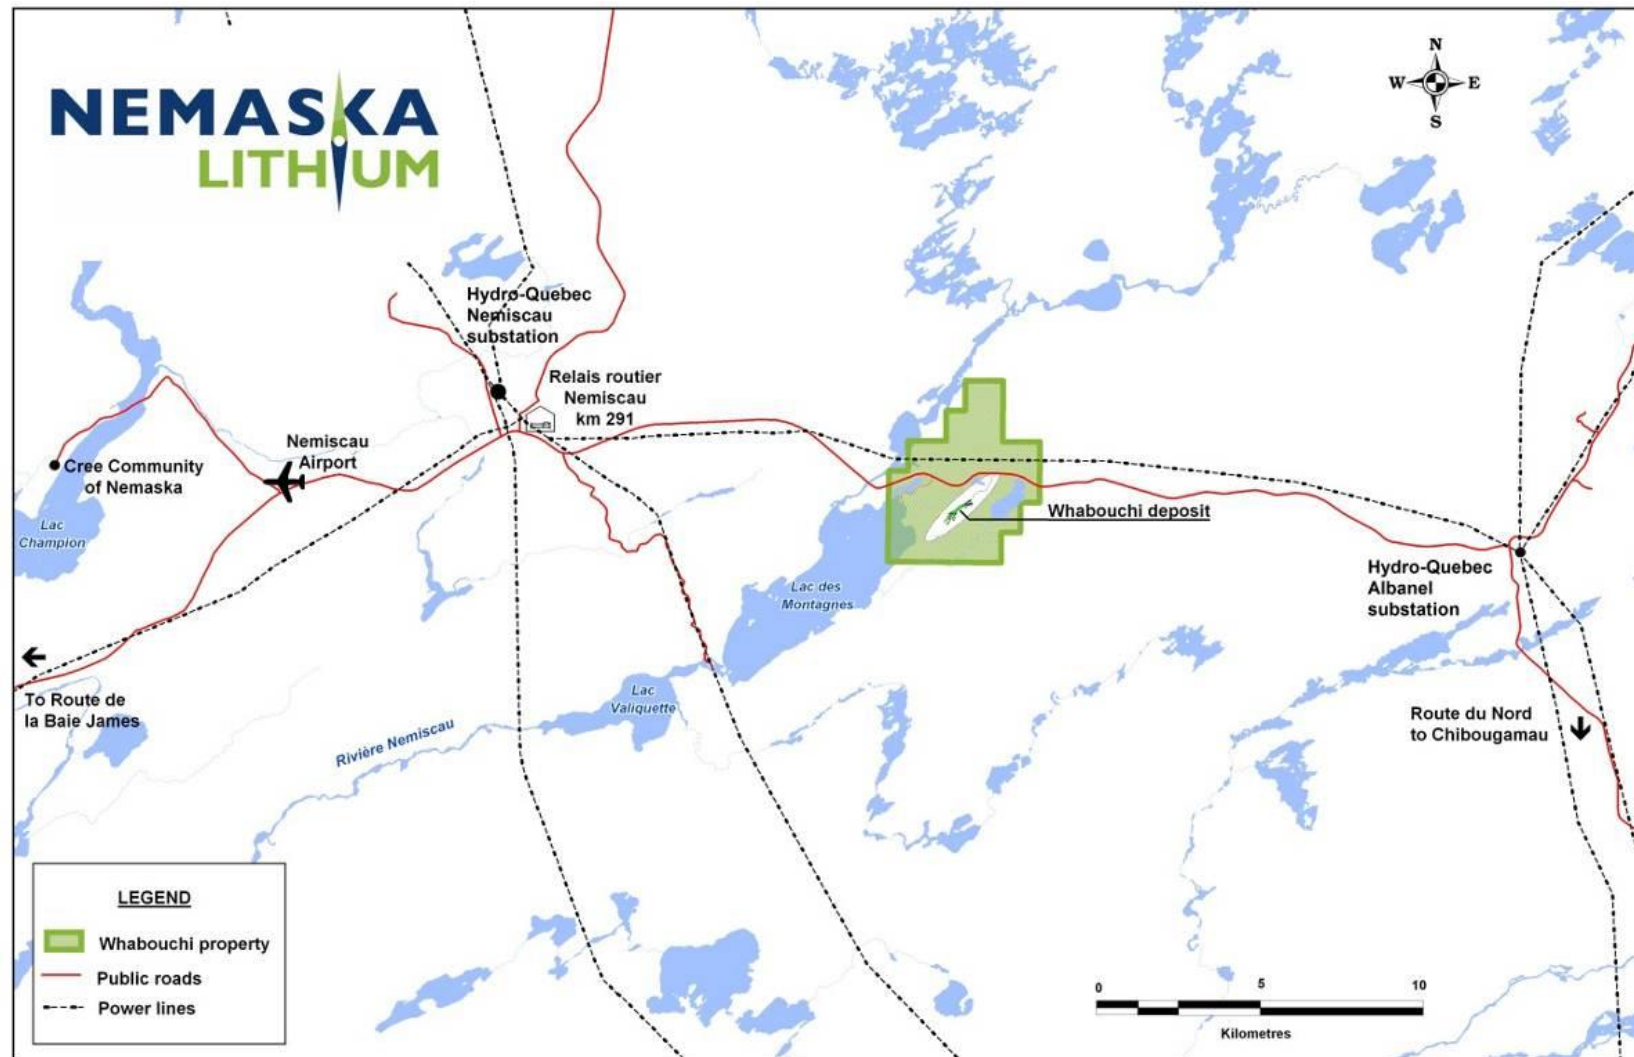 NEMASKA
LITHIUM
N
W E
S
Hydro-Quebec
Nemiscau
substation
Relais routier
Nemiscau
km 291
Nemiscau
Airport
Cree Community
of Nemaska
Lac
Champion
Whabouchi deposit
Lac des
Montagnes
Hydro-Quebec
Albanel
substation
To Route de
la Baie James
Lac
Valiquette
Rivière Nemiscau
Route du Nord
to Chibougamau
LEGEND
Whabouchi property
Public roads
Power lines
0 5 10
Kilometres